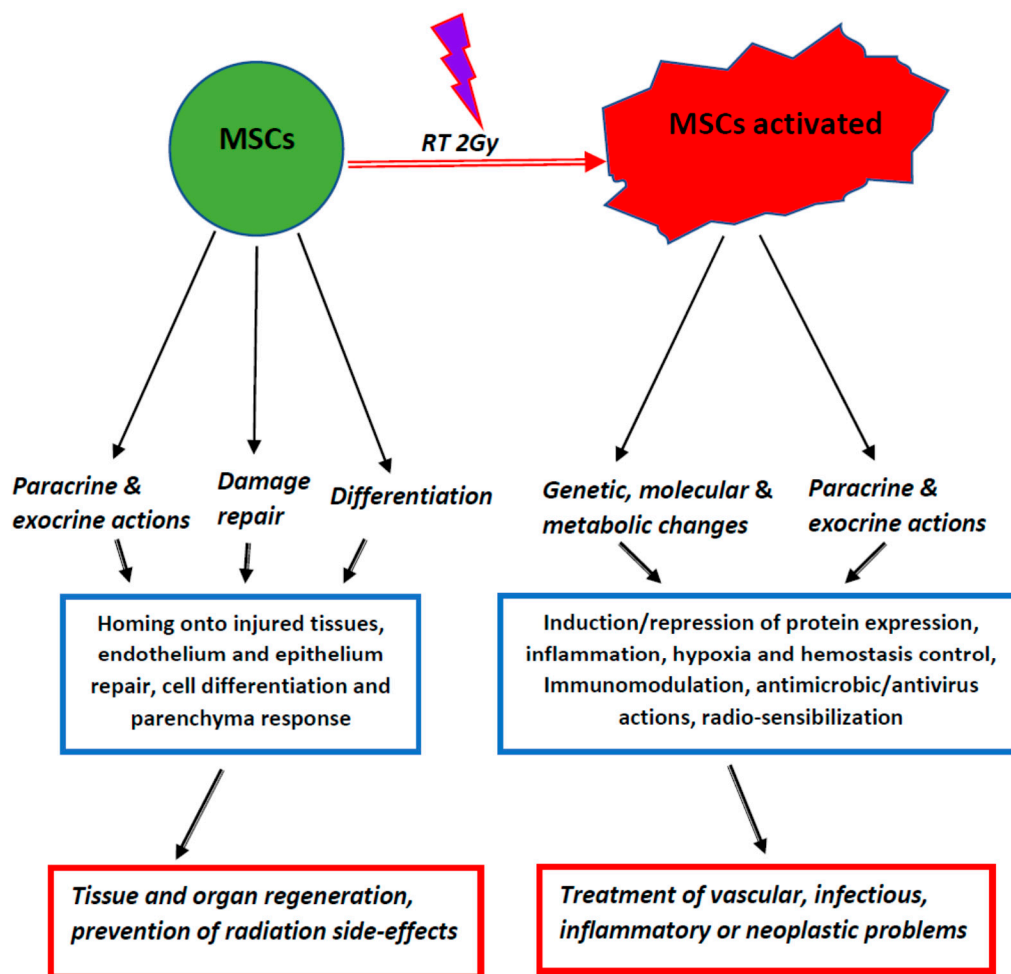 MSCs
RT 2Gy
MSCs activated
Paracrine &
exocrine actions
Damage
repair
Differentiation
Genetic, molecular &
metabolic changes
Paracrine &
exocrine actions
Homing onto injured tissues,
endothelium and epithelium
repair, cell differentiation and
parenchyma response
Induction/repression of protein expression,
inflammation, hypoxia and hemostasis control,
Immunomodulation, antimicrobic/antivirus
actions, radio-sensibilization
Tissue and organ regeneration,
prevention of radiation side-effects
Treatment of vascular, infectious,
inflammatory or neoplastic problems